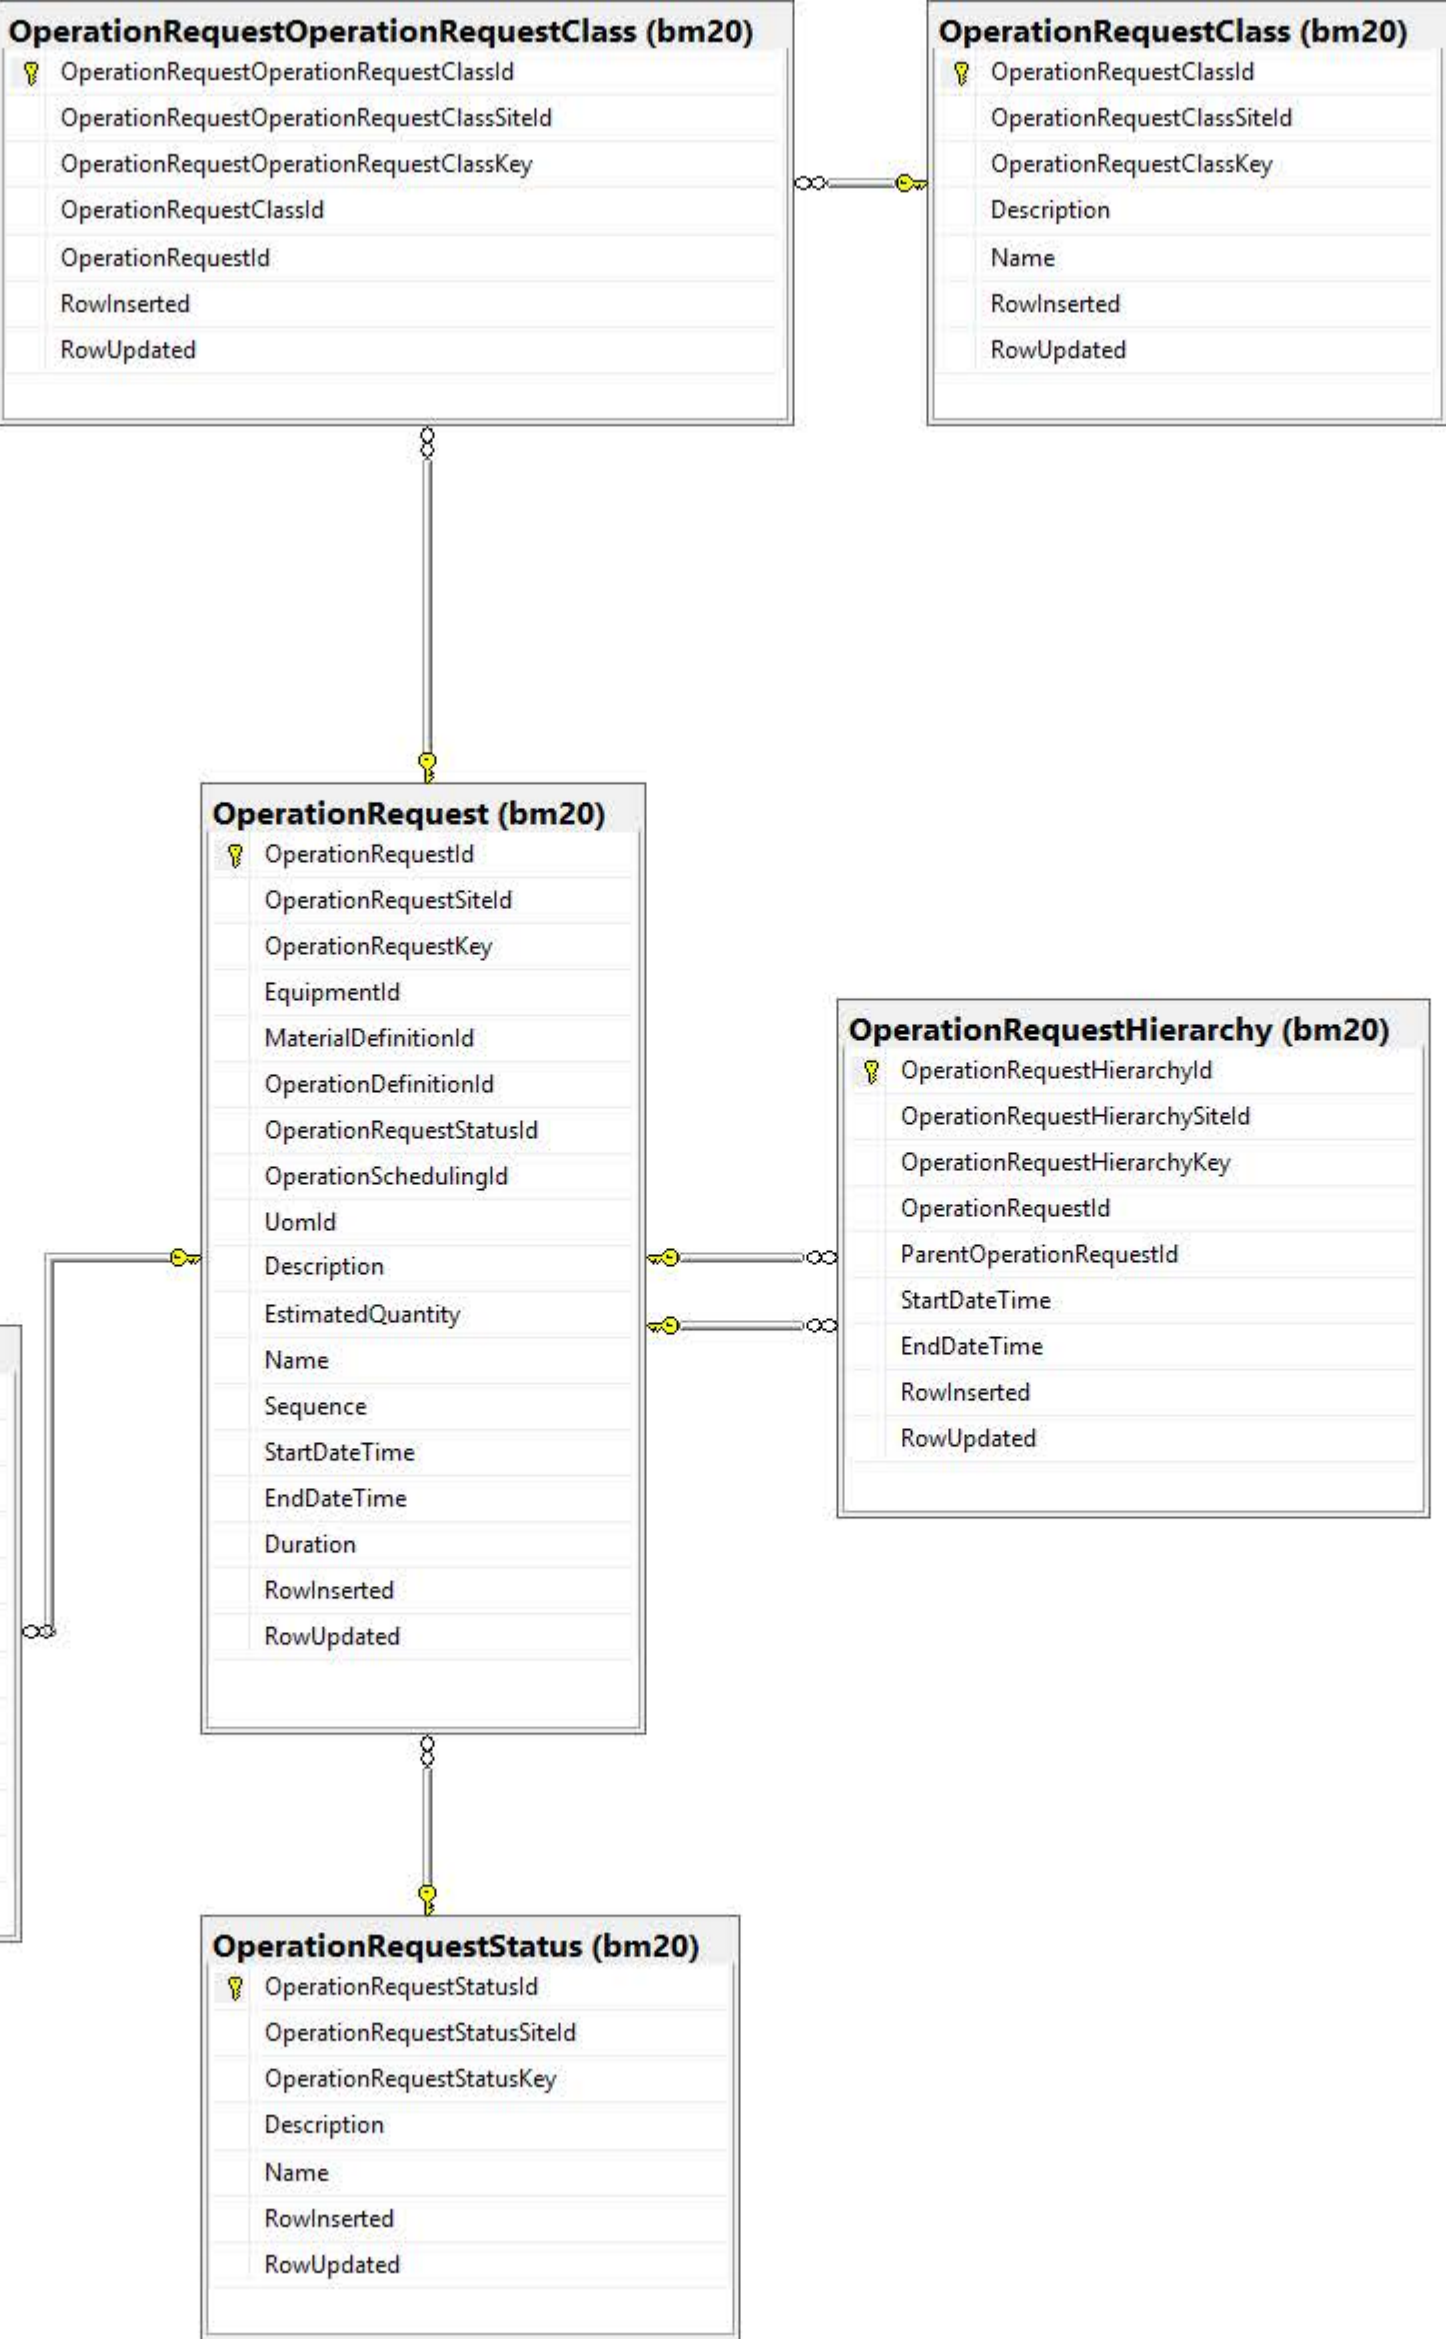 OperationRequestOperationRequestClass (bm20)
OperationRequestOperationRequestClassId
OperationRequestOperationRequestClassSiteId
OperationRequestOperationRequestClassKey
OperationRequestClassId
OperationRequestId
RowInserted
RowUpdated
OperationRequestClass (bm20)
OperationRequestClassId
OperationRequestClassSiteId
OperationRequestClassKey
Description
Name
RowInserted
RowUpdated
OperationRequest (bm20)
OperationRequestId
OperationRequestSiteId
OperationRequestKey
EquipmentId
MaterialDefinitionId
OperationDefinitionId
OperationRequestStatusId
OperationSchedulingId
UomId
Description
EstimatedQuantity
Name
Sequence
StartDateTime
EndDateTime
Duration
RowInserted
RowUpdated
OperationRequestHierarchy (bm20)
OperationRequestHierarchyId
OperationRequestHierarchySiteId
OperationRequestHierarchyKey
OperationRequestId
ParentOperationRequestId
StartDateTime
EndDateTime
RowInserted
RowUpdated
OperationRequestStatus (bm20)
OperationRequestStatusId
OperationRequestStatusSiteId
OperationRequestStatusKey
Description
Name
RowInserted
RowUpdated